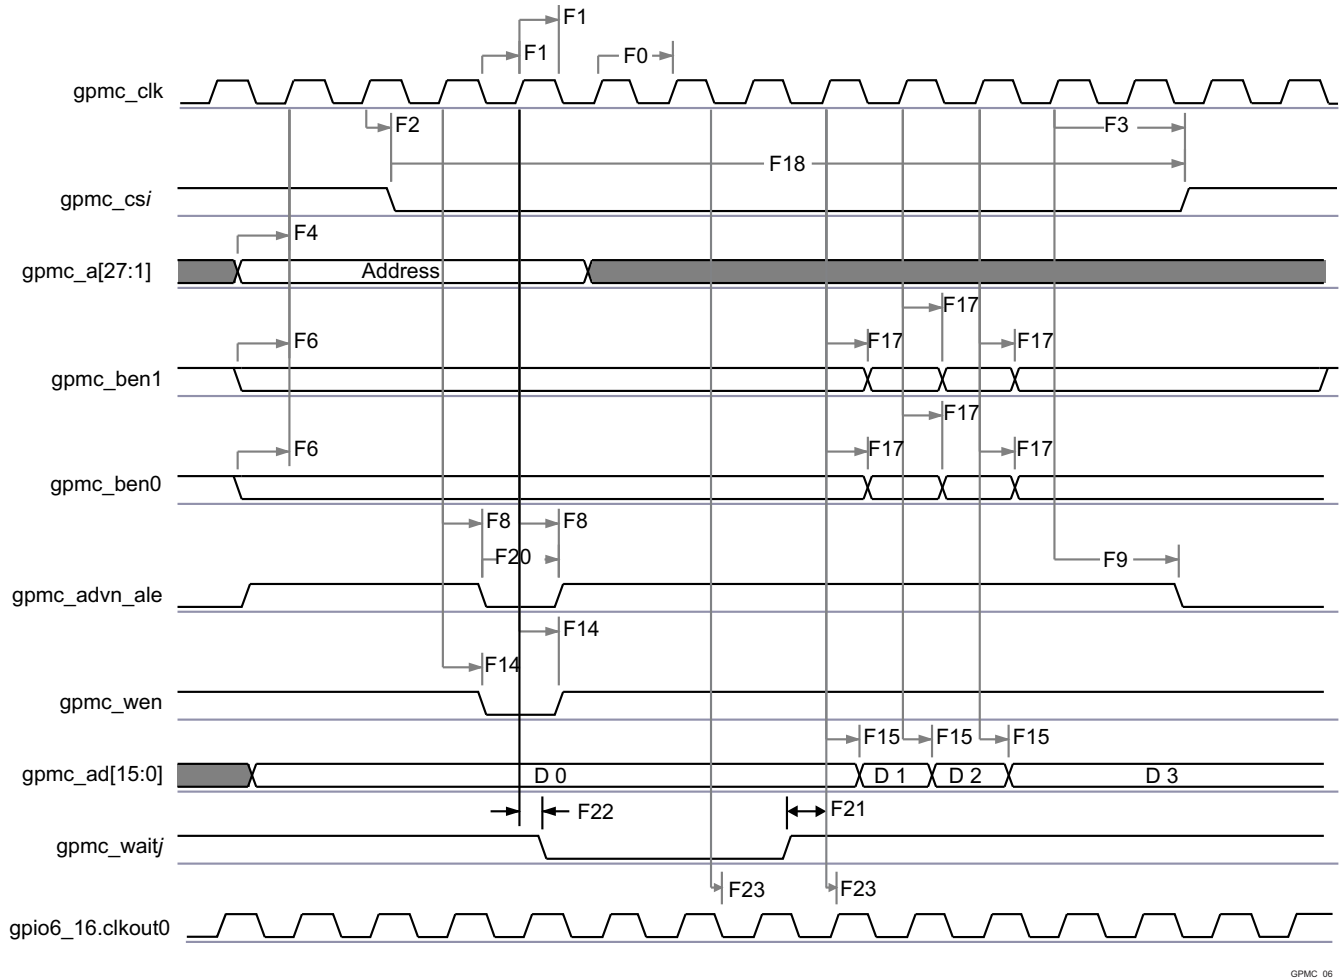 F1
F1
F0
gpmc_clk
F2
F3
F18
gpmc_csi
F4
gpmc_a[27:1]
Address
F17
F6
F17
F17
gpmc_ben1
F17
F6
F17
F17
gpmc_ben0
F8
F8
F20
F9
gpmc_advn_ale
F14
F14
gpmc_wen
F15
F15
F15
gpmc_ad[15:0]
D 0
D 1
D 2
D 3
F22
F21
gpmc_waitj
F23
F23
gpio6_16.clkout0
GPMC_06